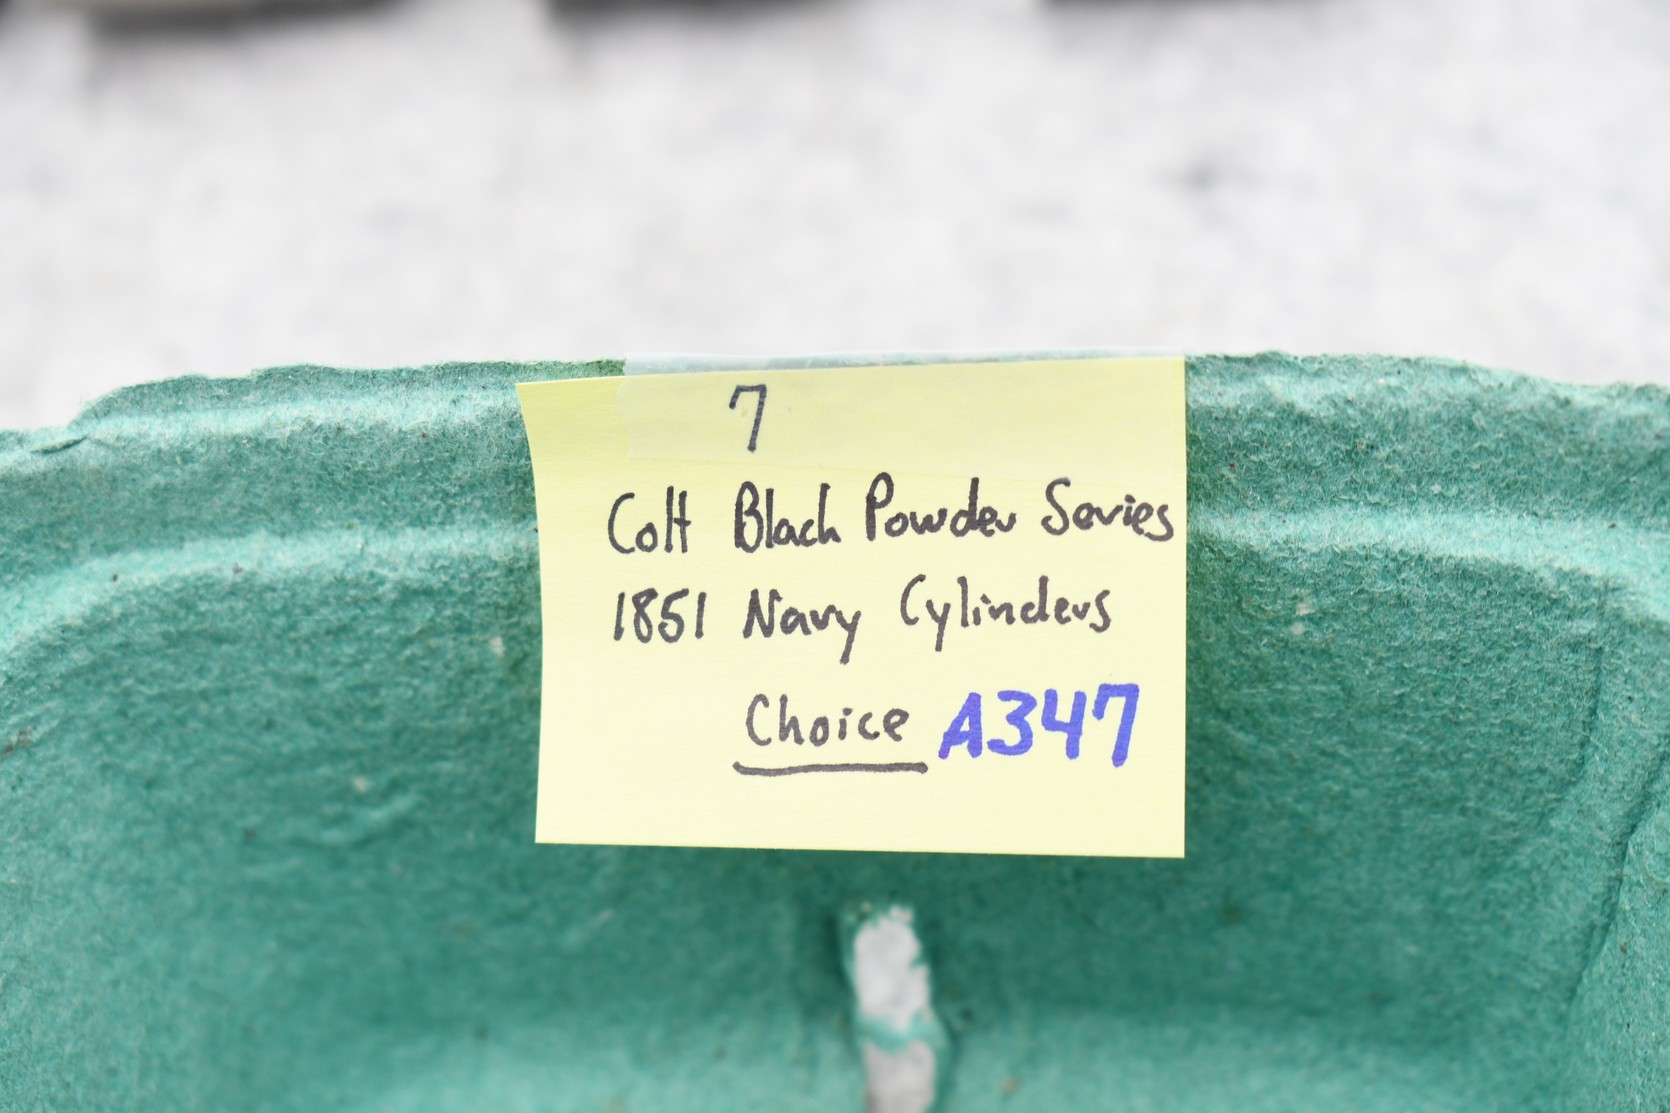 7
Colt Black Powder Series
1851 Navy Cylinders
Choice A347